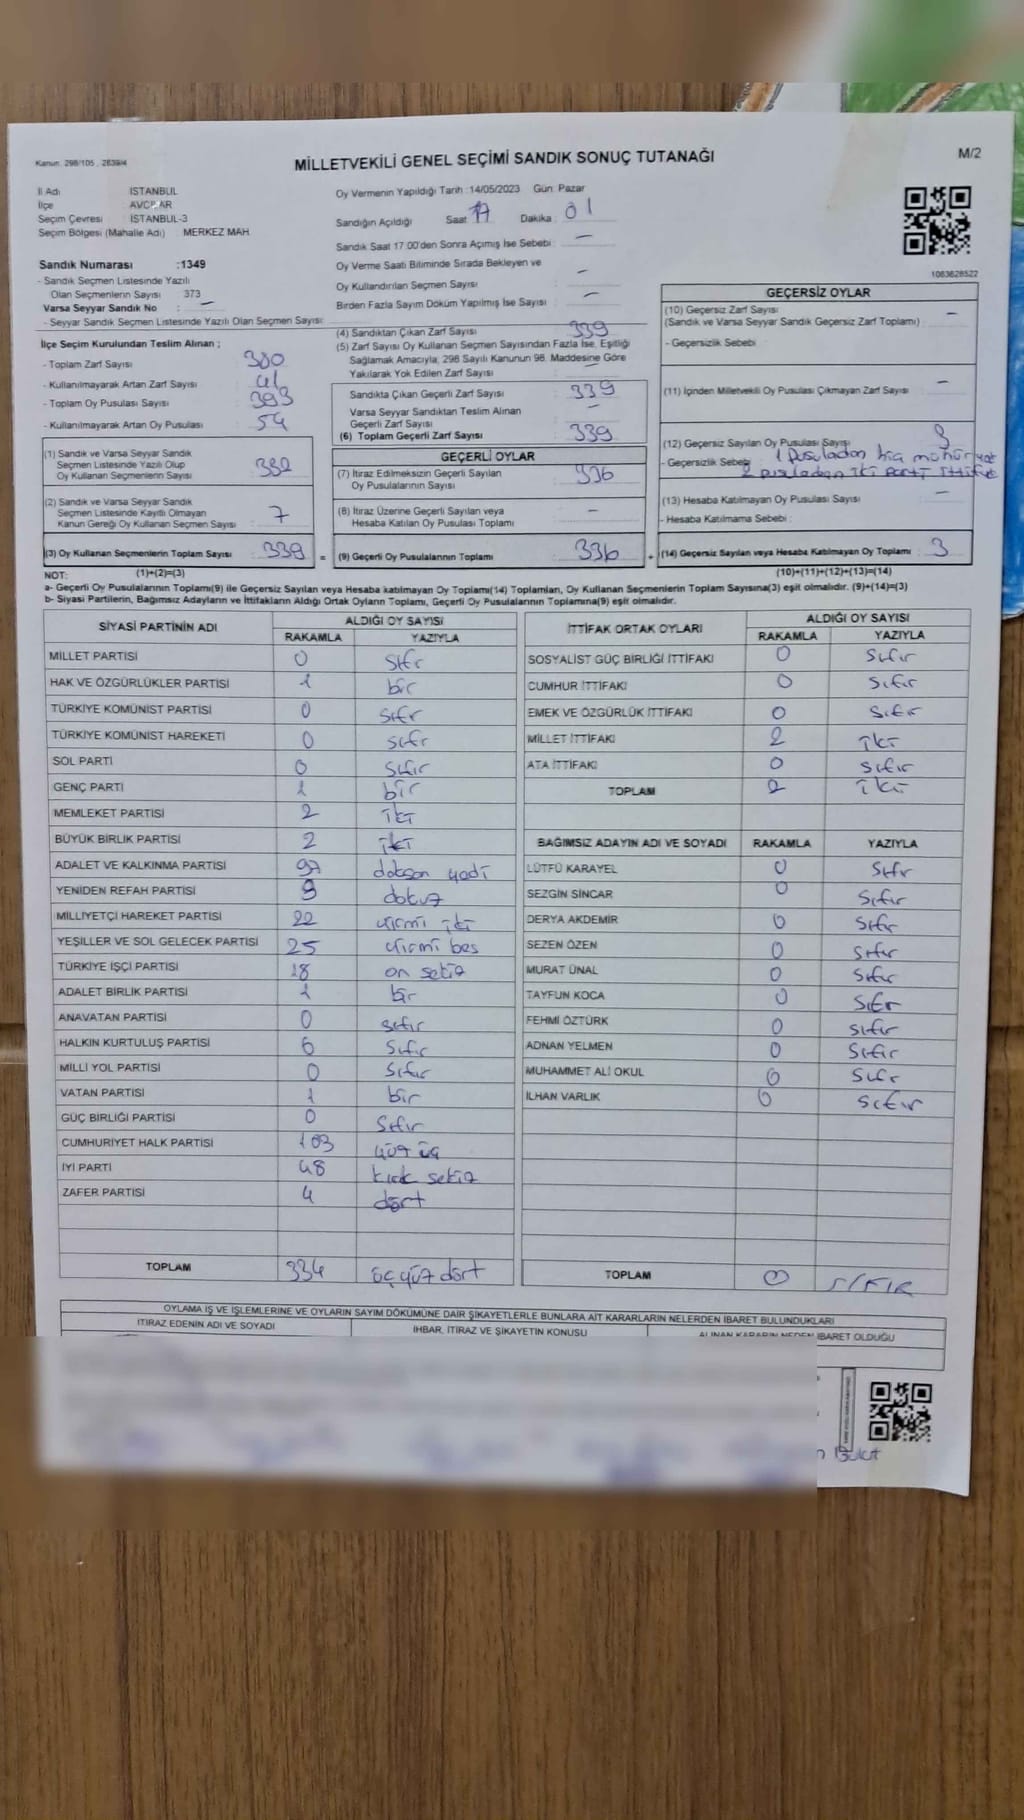 Kanun: 298/105 , 2839/4
MİLLETVEKİLİ GENEL SEÇİMİ SANDIK SONUÇ TUTANAĞI
M/2
İl Adı İSTANBUL
İlçe AVCILAR
Seçim Çevresi İSTANBUL-3
Seçim Bölgesi (Mahalle Adı) : MERKEZ MAH
Oy Vermenin Yapıldığı Tarih :14/05/2023 Gün: Pazar
Sandığın Açıldığı Saat 17 Dakika : 01
Sandık Saat 17:00'den Sonra Açımış İse Sebebi : –
Sandık Numarası :1349
- Sandık Seçmen Listesinde Yazılı
Olan Seçmenlerin Sayısı : 373
Varsa Seyyar Sandık No : –
- Seyyar Sandık Seçmen Listesinde Yazılı Olan Seçmen Sayısı:
Oy Verme Saati Bitiminde Sırada Bekleyen ve
Oy Kullandırılan Seçmen Sayısı : –
Birden Fazla Sayım Döküm Yapılmış İse Sayısı : –
1063628522
İlçe Seçim Kurulundan Teslim Alınan ;
- Toplam Zarf Sayısı : 380
- Kullanılmayarak Artan Zarf Sayısı : 41
- Toplam Oy Pusulası Sayısı : 393
- Kullanılmayarak Artan Oy Pusulası : 54
(4) Sandıktan Çıkan Zarf Sayısı : 339
(5) Zarf Sayısı Oy Kullanan Seçmen Sayısından Fazla İse, Eşitliği
Sağlamak Amacıyla, 298 Sayılı Kanunun 98. Maddesine Göre
Yakılarak Yok Edilen Zarf Sayısı : –
Sandıkta Çıkan Geçerli Zarf Sayısı : 339
Varsa Seyyar Sandıktan Teslim Alınan
Geçerli Zarf Sayısı : –
(6) Toplam Geçerli Zarf Sayısı : 339
GEÇERSİZ OYLAR
(10) Geçersiz Zarf Sayısı : –
(Sandık ve Varsa Seyyar Sandık Geçersiz Zarf Toplamı)
- Geçersizlik Sebebi :
(11) İçinden Milletvekili Oy Pusulası Çıkmayan Zarf Sayısı : –
(12) Geçersiz Sayılan Oy Pusulası Sayısı : 3
- Geçersizlik Sebebi : 1 pusuladan hiç mühür yok
2 pusuladan iki parti ittifak
(13) Hesaba Katılmayan Oy Pusulası Sayısı : –
- Hesaba Katılmama Sebebi :
(14) Geçersiz Sayılan veya Hesaba Katılmayan Oy Toplamı : 3
(10)+(11)+(12)+(13)=(14)
(1) Sandık ve Varsa Seyyar Sandık
Seçmen Listesinde Yazılı Olup
Oy Kullanan Seçmen Sayısı : 332
(2) Sandık ve Varsa Seyyar Sandık
Seçmen Listesinde Kayıtlı Olmayan
Kanun Gereği Oy Kullanan Seçmen Sayısı : 7
(3) Oy Kullanan Seçmenlerin Toplam Sayısı : 339 =
(1)+(2)=(3)
GEÇERLİ OYLAR
(7) İtiraz Edilmeksizin Geçerli Sayılan
Oy Pusulalarının Sayısı : 336
(8) İtiraz Üzerine Geçerli Sayılan veya
Hesaba Katılan Oy Pusulası Toplamı : –
(9) Geçerli Oy Pusulalarının Toplamı : 336 +
NOT:
a- Geçerli Oy Pusulalarının Toplamı(9) ile Geçersiz Sayılan veya Hesaba katılmayan Oy Toplamı(14) Toplamları, Oy Kullanan Seçmenlerin Toplam Sayısına(3) eşit olmalıdır. (9)+(14)=(3)
b- Siyasi Partilerin, Bağımsız Adayların ve İttifakların Aldığı Ortak Oyların Toplamı, Geçerli Oy Pusulalarının Toplamına(9) eşit olmalıdır.
SİYASİ PARTİNİN ADI ALDIĞI OY SAYISI
RAKAMLA YAZIYLA
MİLLET PARTİSİ 0 sıfır
HAK VE ÖZGÜRLÜKLER PARTİSİ 1 bir
TÜRKİYE KOMÜNİST PARTİSİ 0 sıfır
TÜRKİYE KOMÜNİST HAREKETİ 0 sıfır
SOL PARTİ 0 sıfır
GENÇ PARTİ 1 bir
MEMLEKET PARTİSİ 2 iki
BÜYÜK BİRLİK PARTİSİ 2 iki
ADALET VE KALKINMA PARTİSİ 97 doksan yedi
YENİDEN REFAH PARTİSİ 9 dokuz
MİLLİYETÇİ HAREKET PARTİSİ 22 yirmi iki
YEŞİLLER VE SOL GELECEK PARTİSİ 25 yirmi beş
TÜRKİYE İŞÇİ PARTİSİ 18 on sekiz
ADALET BİRLİK PARTİSİ 1 bir
ANAVATAN PARTİSİ 0 sıfır
HALKIN KURTULUŞ PARTİSİ 0 sıfır
MİLLİ YOL PARTİSİ 0 sıfır
VATAN PARTİSİ 1 bir
GÜÇ BİRLİĞİ PARTİSİ 0 sıfır
CUMHURİYET HALK PARTİSİ 103 yüz üç
İYİ PARTİ 48 kırk sekiz
ZAFER PARTİSİ 4 dört
TOPLAM 334 üçyüz dört
İTTİFAK ORTAK OYLARI ALDIĞI OY SAYISI
RAKAMLA YAZIYLA
SOSYALİST GÜÇ BİRLİĞİ İTTİFAKI 0 sıfır
CUMHUR İTTİFAKI 0 sıfır
EMEK VE ÖZGÜRLÜK İTTİFAKI 0 sıfır
MİLLET İTTİFAKI 2 iki
ATA İTTİFAKI 0 sıfır
TOPLAM 2 iki
BAĞIMSIZ ADAYIN ADI VE SOYADI RAKAMLA YAZIYLA
LÜTFÜ KARAYEL 0 sıfır
SEZGİN SİNCAR 0 sıfır
DERYA AKDEMİR 0 sıfır
SEZEN ÖZEN 0 sıfır
MURAT ÜNAL 0 sıfır
TAYFUN KOCA 0 sıfır
FEHMİ ÖZTÜRK 0 sıfır
ADNAN YELMEN 0 sıfır
MUHAMMET ALİ OKUL 0 sıfır
İLHAN VARLIK 0 sıfır
TOPLAM 0 SIFIR
OYLAMA İŞ VE İŞLEMLERİNE VE OYLARIN SAYIM DÖKÜMÜNE DAİR ŞİKAYETLERLE BUNLARA AİT KARARLARIN NELERDEN İBARET BULUNDUKLARI
İTİRAZ EDENİN ADI VE SOYADI İHBAR, İTİRAZ VE ŞİKAYETİN KONUSU ALINAN KARARIN NEDEN İBARET OLDUĞU
Bulut